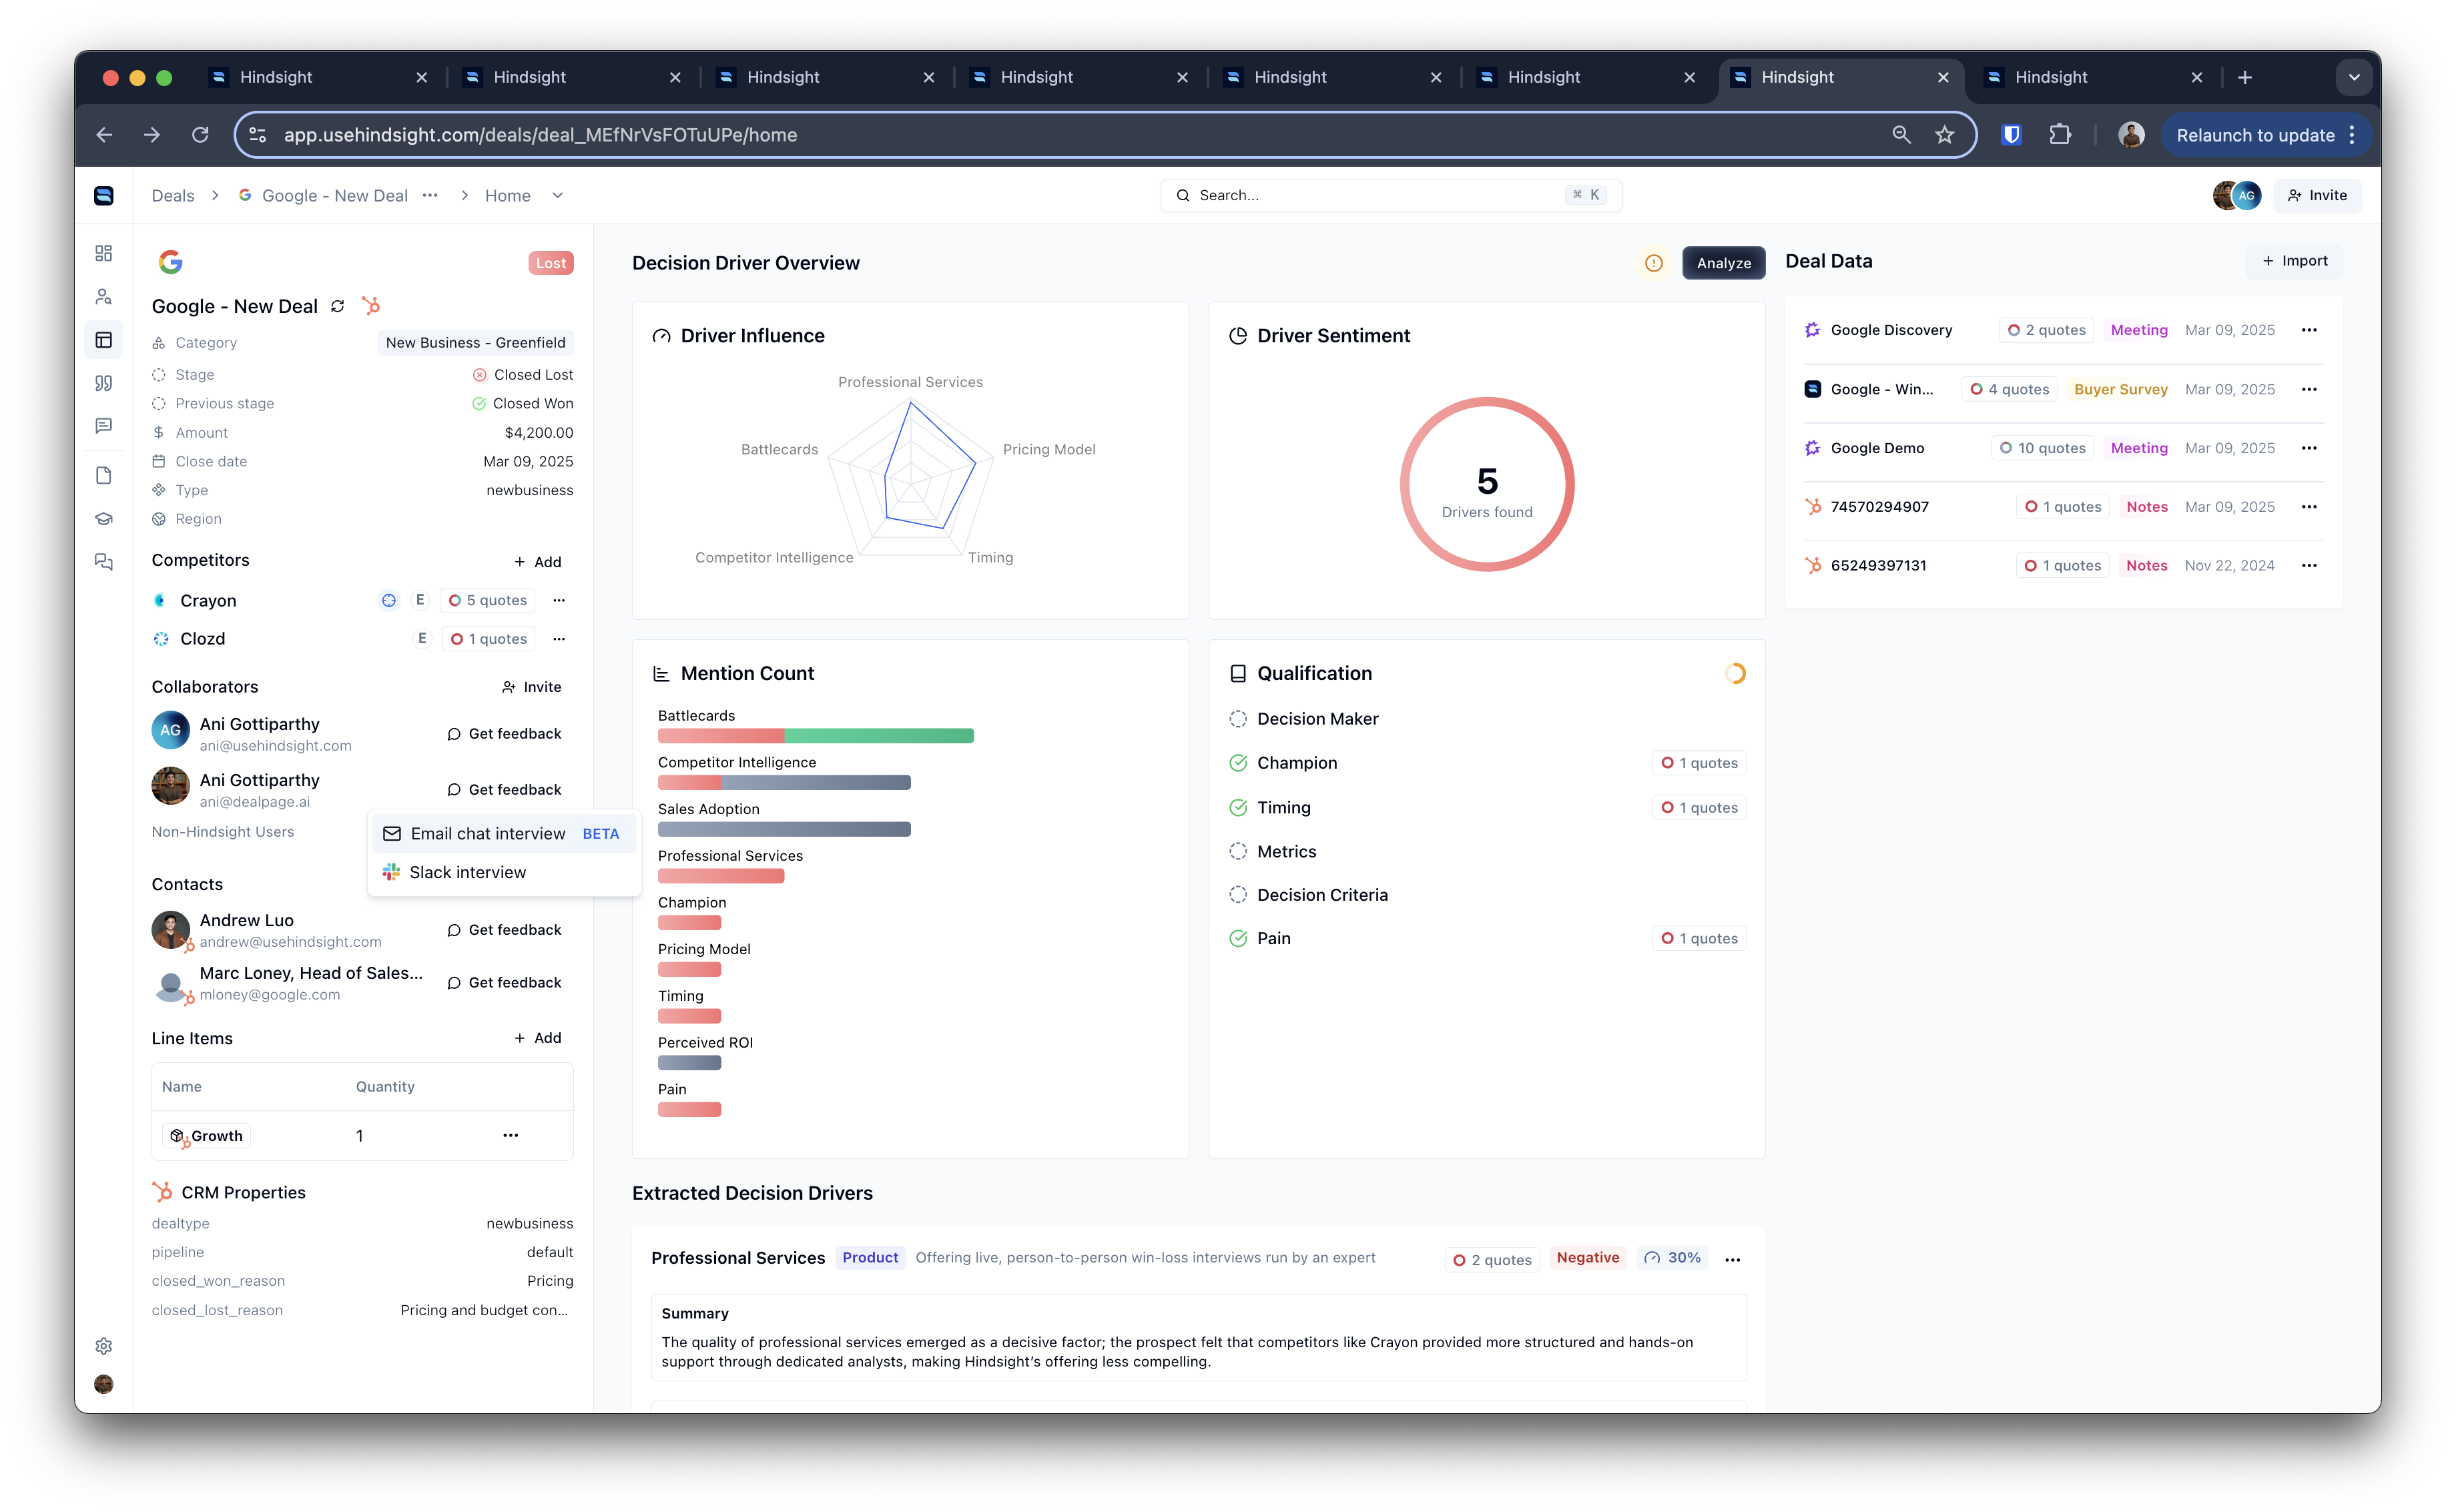 Hindsight
Hindsight
Hindsight
Hindsight
Hindsight
Hindsight
Hindsight
Hindsight
app.usehindsight.com/deals/deal_MEfNrVsFOTuUPe/home
Relaunch to update
Deals
Google - New Deal
Home
Search...
⌘ K
AG
Invite
Lost
Google - New Deal
Category New Business - Greenfield
Stage Closed Lost
Previous stage Closed Won
Amount $4,200.00
Close date Mar 09, 2025
Type newbusiness
Region
Competitors + Add
Crayon E 5 quotes
Clozd E 1 quotes
Collaborators Invite
AG
Ani Gottiparthy
ani@usehindsight.com
Get feedback
Ani Gottiparthy
ani@dealpage.ai
Get feedback
Non-Hindsight Users
Email chat interview BETA
Slack interview
Contacts
Andrew Luo
andrew@usehindsight.com
Get feedback
Marc Loney, Head of Sales...
mloney@google.com
Get feedback
Line Items + Add
Name Quantity
Growth 1
CRM Properties
dealtype newbusiness
pipeline default
closed_won_reason Pricing
closed_lost_reason Pricing and budget con...
Decision Driver Overview
Analyze
Driver Influence
Professional Services
Battlecards
Pricing Model
Competitor Intelligence
Timing
Driver Sentiment
5
Drivers found
Mention Count
Battlecards
Competitor Intelligence
Sales Adoption
Professional Services
Champion
Pricing Model
Timing
Perceived ROI
Pain
Qualification
Decision Maker
Champion 1 quotes
Timing 1 quotes
Metrics
Decision Criteria
Pain 1 quotes
Extracted Decision Drivers
Professional Services Product Offering live, person-to-person win-loss interviews run by an expert 2 quotes Negative 30%
Summary
The quality of professional services emerged as a decisive factor; the prospect felt that competitors like Crayon provided more structured and hands-on
support through dedicated analysts, making Hindsight's offering less compelling.
Deal Data
+ Import
Google Discovery 2 quotes Meeting Mar 09, 2025
Google - Win... 4 quotes Buyer Survey Mar 09, 2025
Google Demo 10 quotes Meeting Mar 09, 2025
74570294907 1 quotes Notes Mar 09, 2025
65249397131 1 quotes Notes Nov 22, 2024